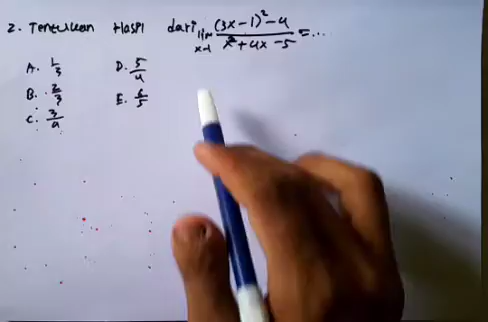 2. Tentukan Hasil dari lim x→1 (3x-1)²-4 / x²+4x-5 = ...
A. 1/3 D. 5/4
B. 2/3 E. 6/5
C. 3/4